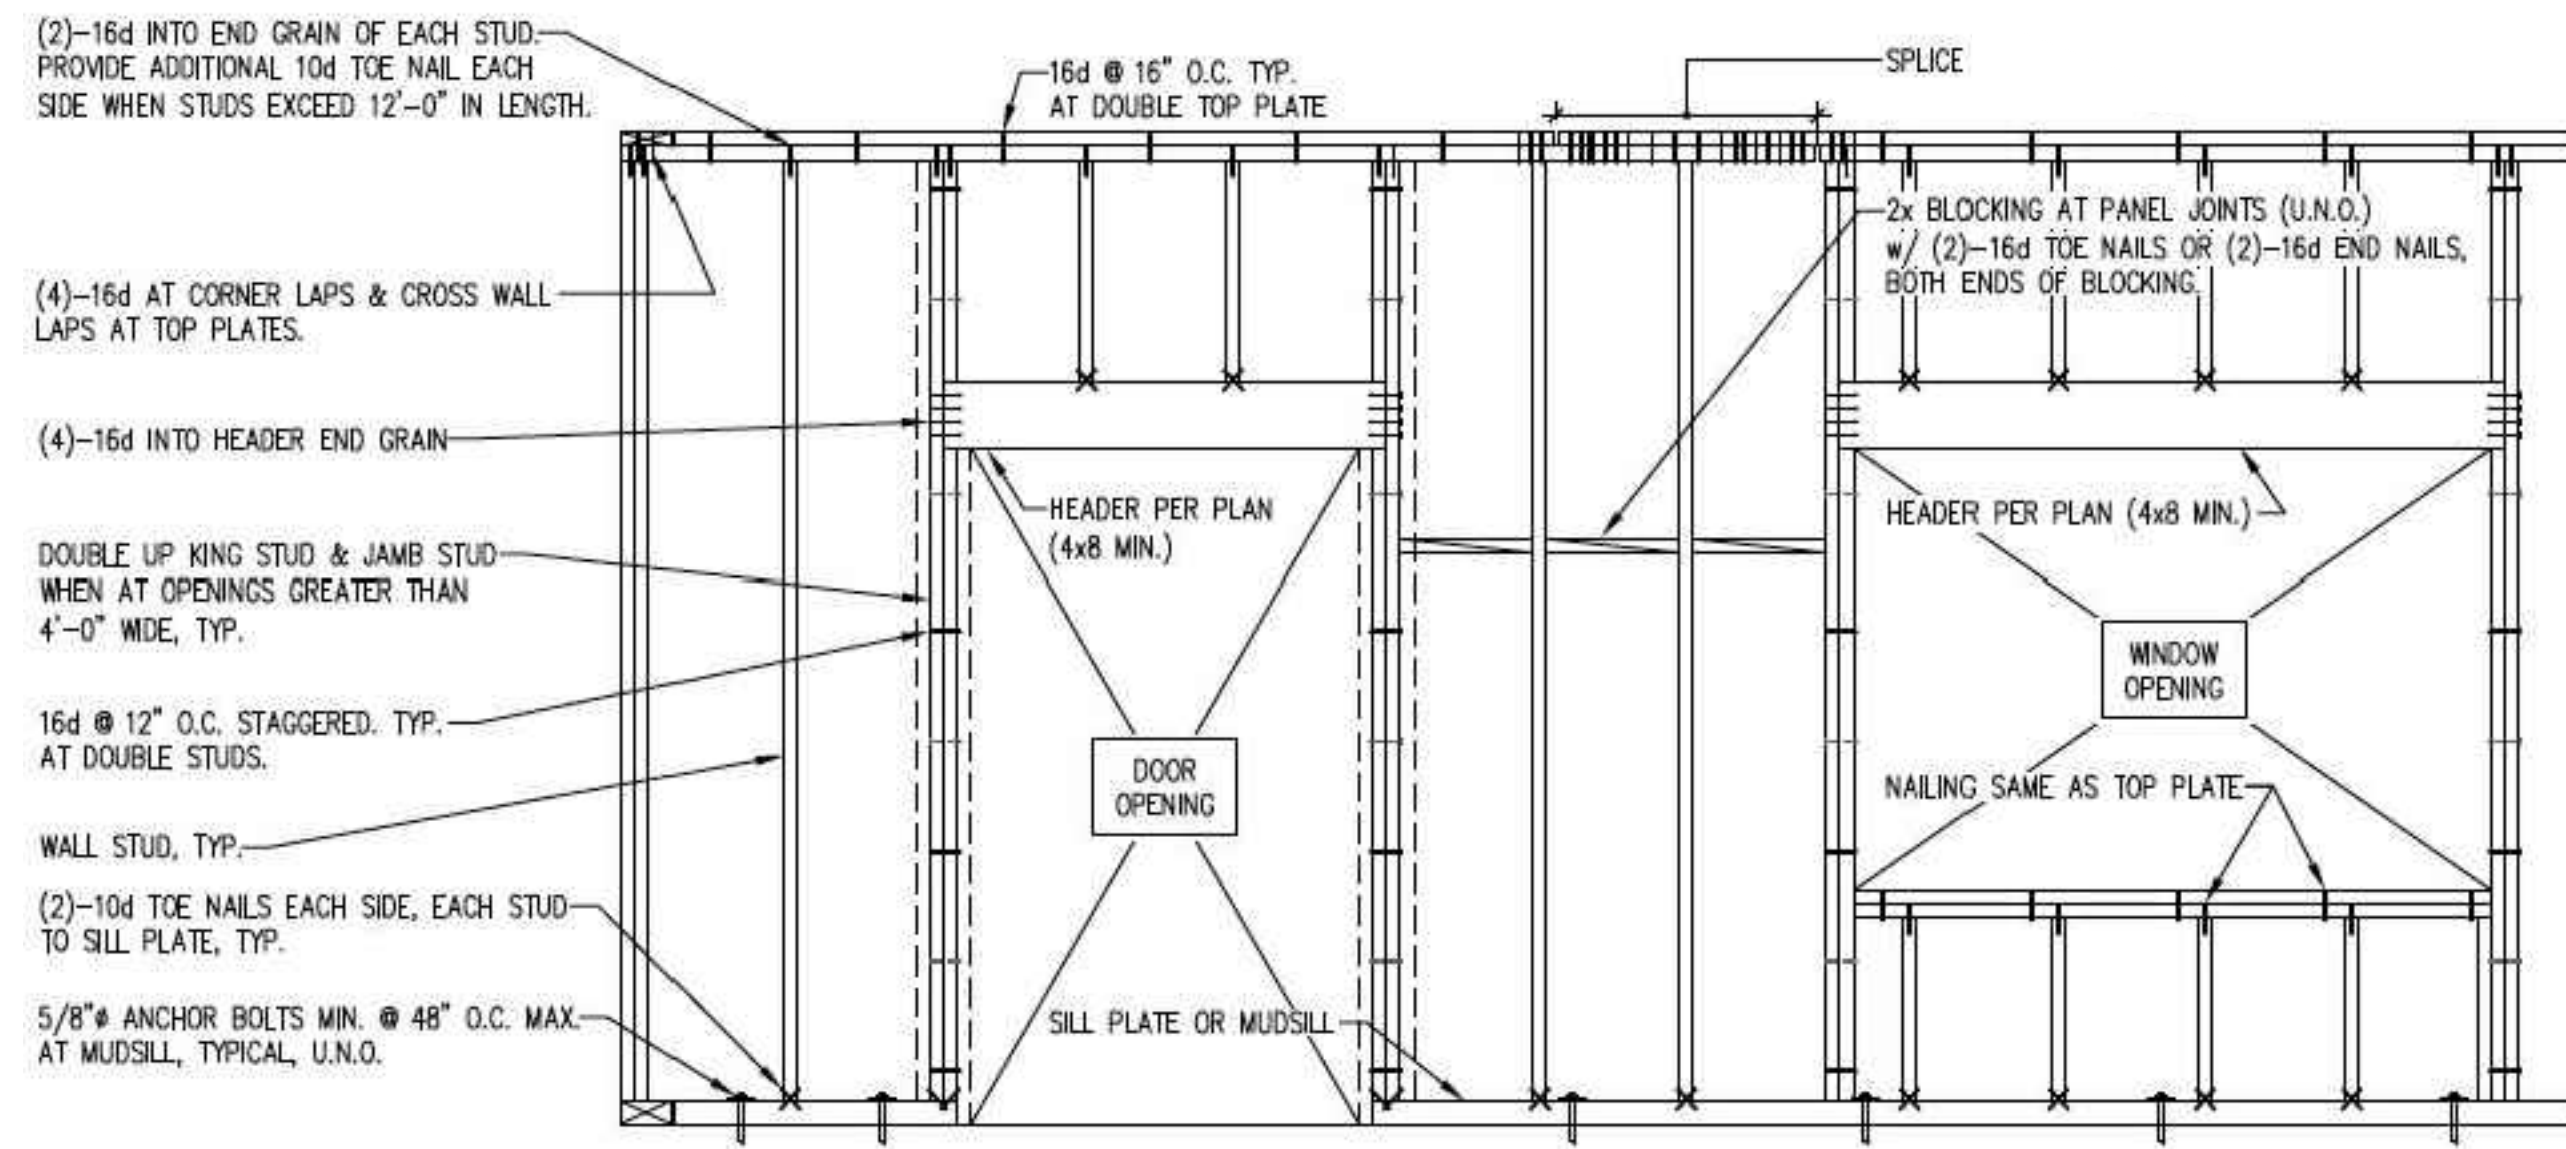 (2)-16d INTO END GRAIN OF EACH STUD.
PROVIDE ADDITIONAL 10d TOE NAIL EACH
SIDE WHEN STUDS EXCEED 12'-0" IN LENGTH.
16d @ 16" O.C. TYP.
AT DOUBLE TOP PLATE
SPLICE
2x BLOCKING AT PANEL JOINTS (U.N.O.)
w/ (2)-16d TOE NAILS OR (2)-16d END NAILS,
BOTH ENDS OF BLOCKING.
(4)-16d AT CORNER LAPS & CROSS WALL
LAPS AT TOP PLATES.
(4)-16d INTO HEADER END GRAIN
HEADER PER PLAN
(4x8 MIN.)
HEADER PER PLAN (4x8 MIN.)
DOUBLE UP KING STUD & JAMB STUD
WHEN AT OPENINGS GREATER THAN
4'-0" WIDE, TYP.
WINDOW
OPENING
16d @ 12" O.C. STAGGERED. TYP.
AT DOUBLE STUDS.
DOOR
OPENING
NAILING SAME AS TOP PLATE
WALL STUD, TYP.
(2)-10d TOE NAILS EACH SIDE, EACH STUD
TO SILL PLATE, TYP.
5/8"ø ANCHOR BOLTS MIN. @ 48" O.C. MAX.
AT MUDSILL, TYPICAL, U.N.O.
SILL PLATE OR MUDSILL